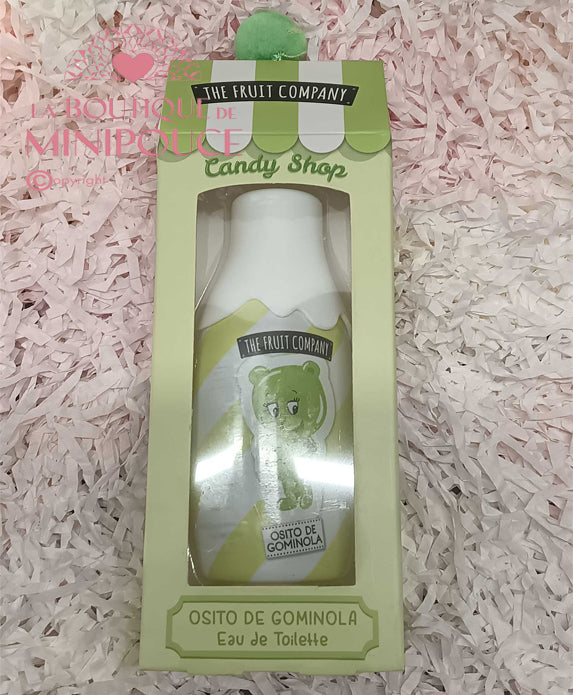 LA BOUTIQUE DE
MINIPOUCE
©opyright
THE FRUIT COMPANY
Candy Shop
THE FRUIT COMPANY
OSITO DE
GOMINOLA
OSITO DE GOMINOLA
Eau de Toilette